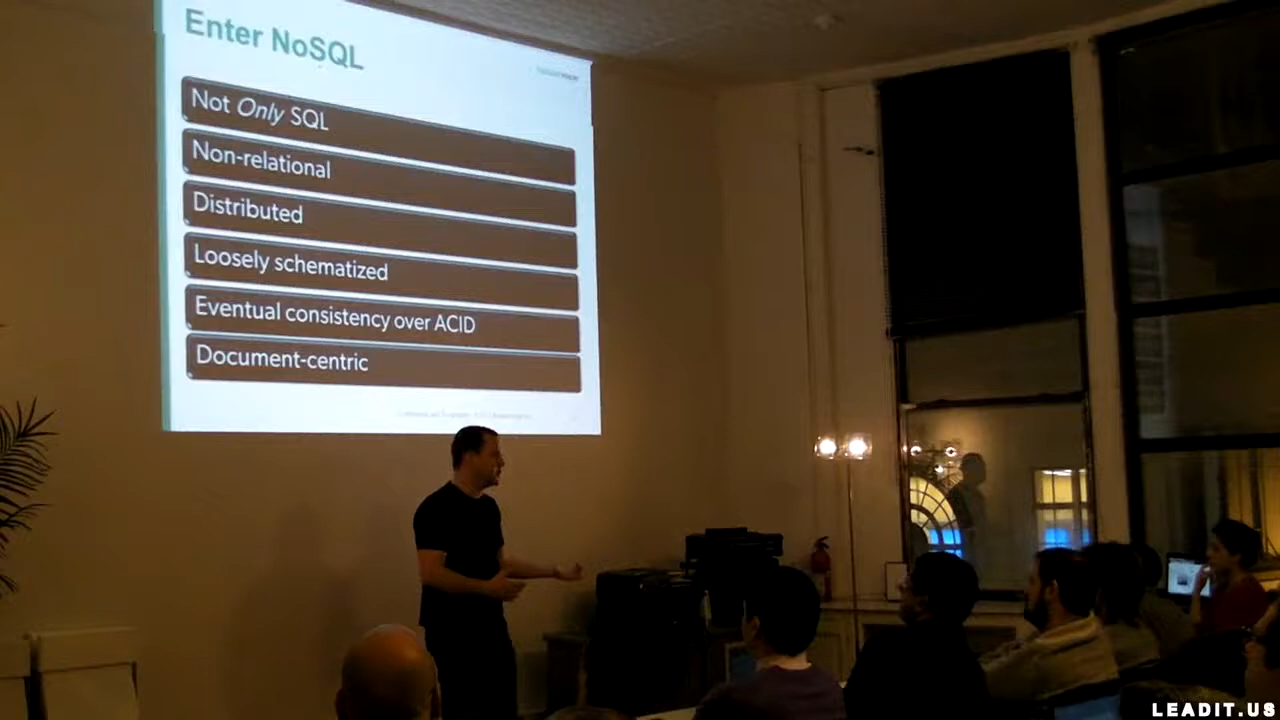 Enter NoSQL
Not Only SQL
Non-relational
Distributed
Loosely schematized
Eventual consistency over ACID
Document-centric
LEADIT.US